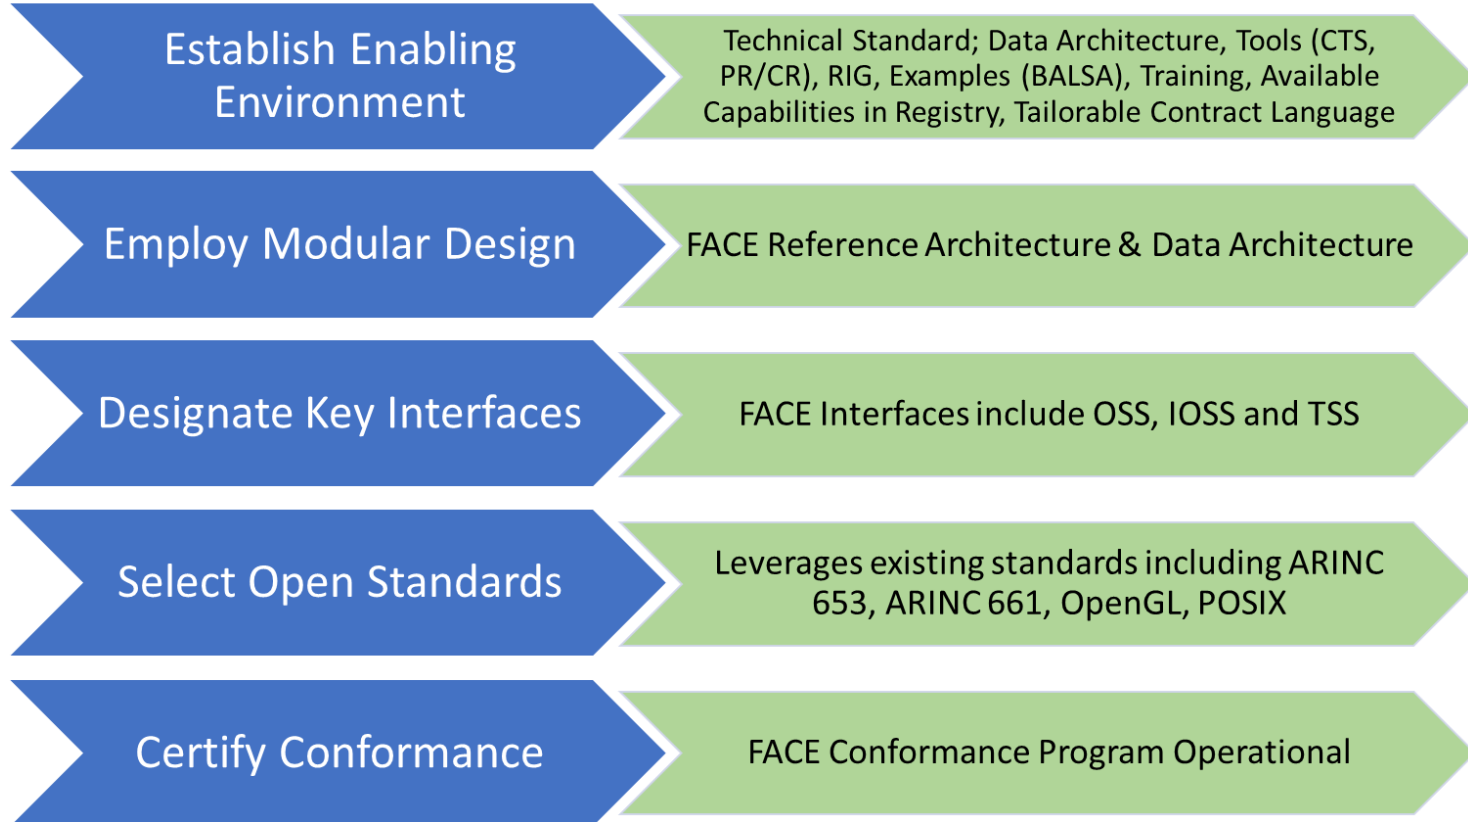 Establish Enabling
Environment
Technical Standard; Data Architecture, Tools (CTS,
PR/CR), RIG, Examples (BALSA), Training, Available
Capabilities in Registry, Tailorable Contract Language
Employ Modular Design
FACE Reference Architecture & Data Architecture
Designate Key Interfaces
FACE Interfaces include OSS, IOSS and TSS
Select Open Standards
Leverages existing standards including ARINC
653, ARINC 661, OpenGL, POSIX
Certify Conformance
FACE Conformance Program Operational